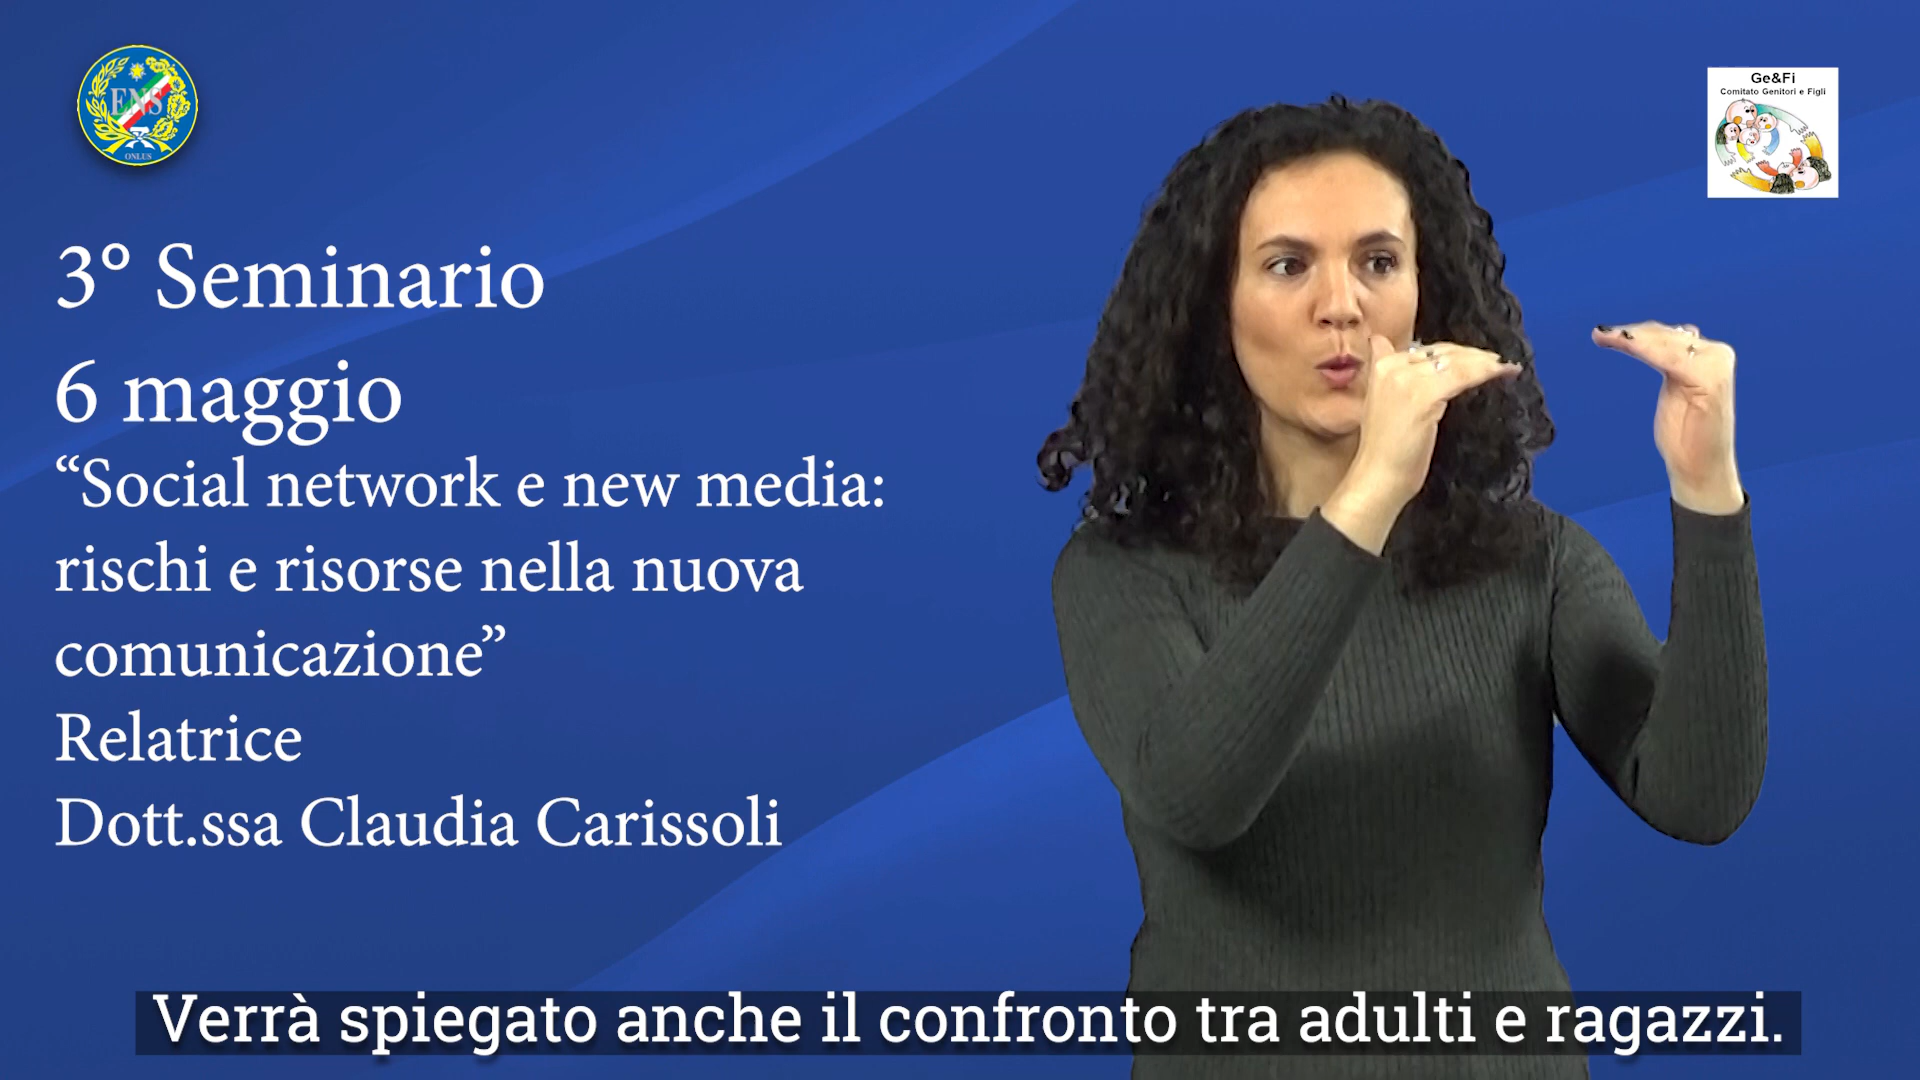 ENS
ONLUS
Ge&Fi
Comitato Genitori e Figli
3° Seminario
6 maggio
“Social network e new media:
rischi e risorse nella nuova
comunicazione”
Relatrice
Dott.ssa Claudia Carissoli
Verrà spiegato anche il confronto tra adulti e ragazzi.